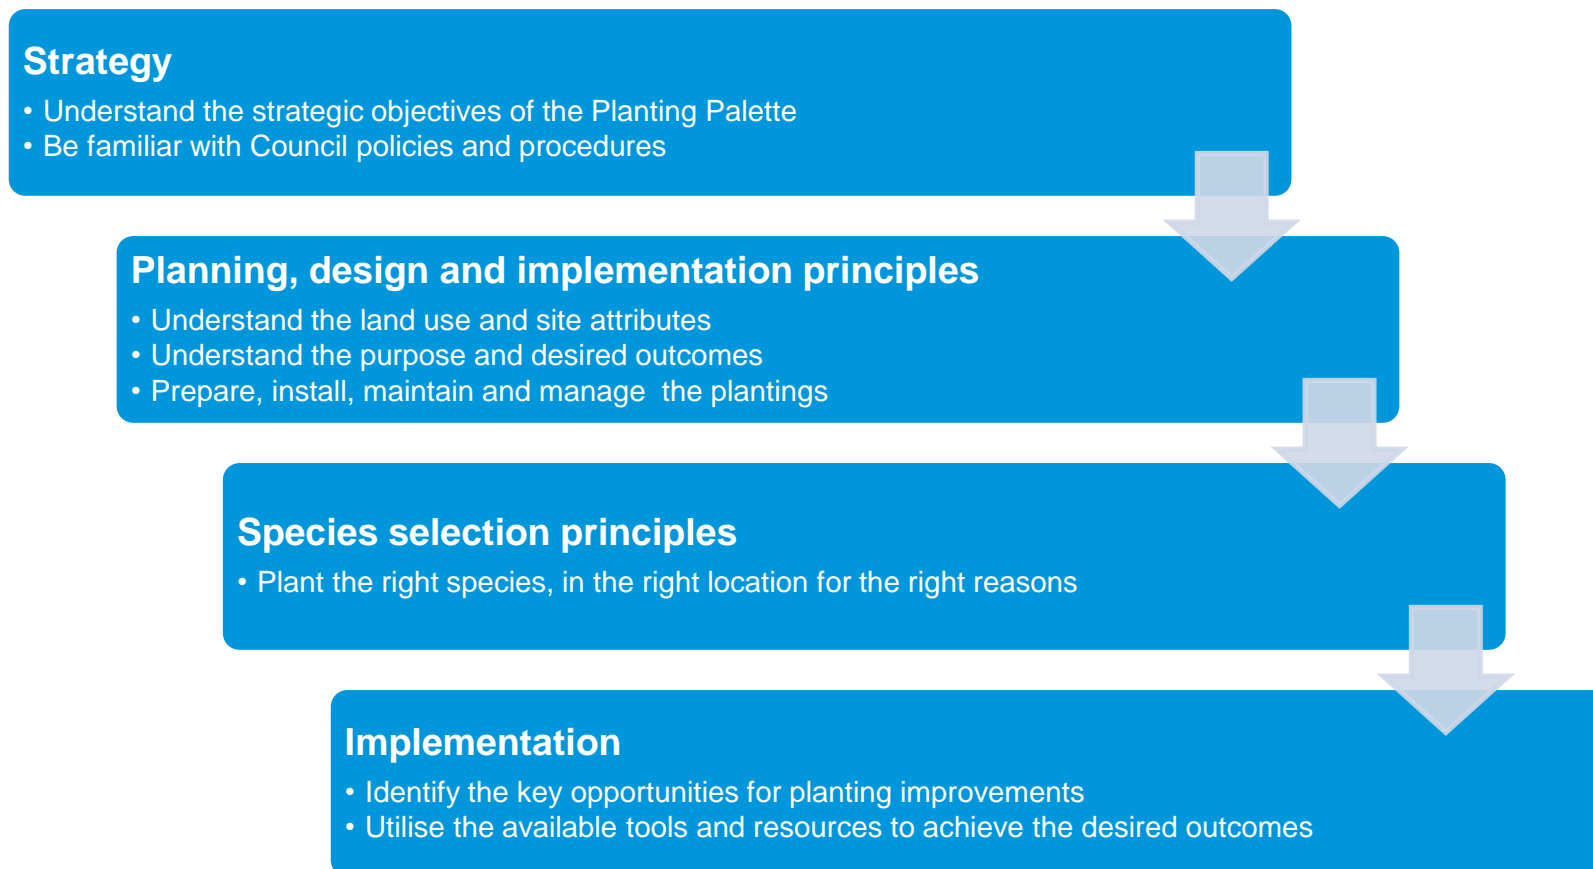 Strategy
• Understand the strategic objectives of the Planting Palette
• Be familiar with Council policies and procedures
Planning, design and implementation principles
• Understand the land use and site attributes
• Understand the purpose and desired outcomes
• Prepare, install, maintain and manage  the plantings
Species selection principles
• Plant the right species, in the right location for the right reasons
Implementation
• Identify the key opportunities for planting improvements
• Utilise the available tools and resources to achieve the desired outcomes